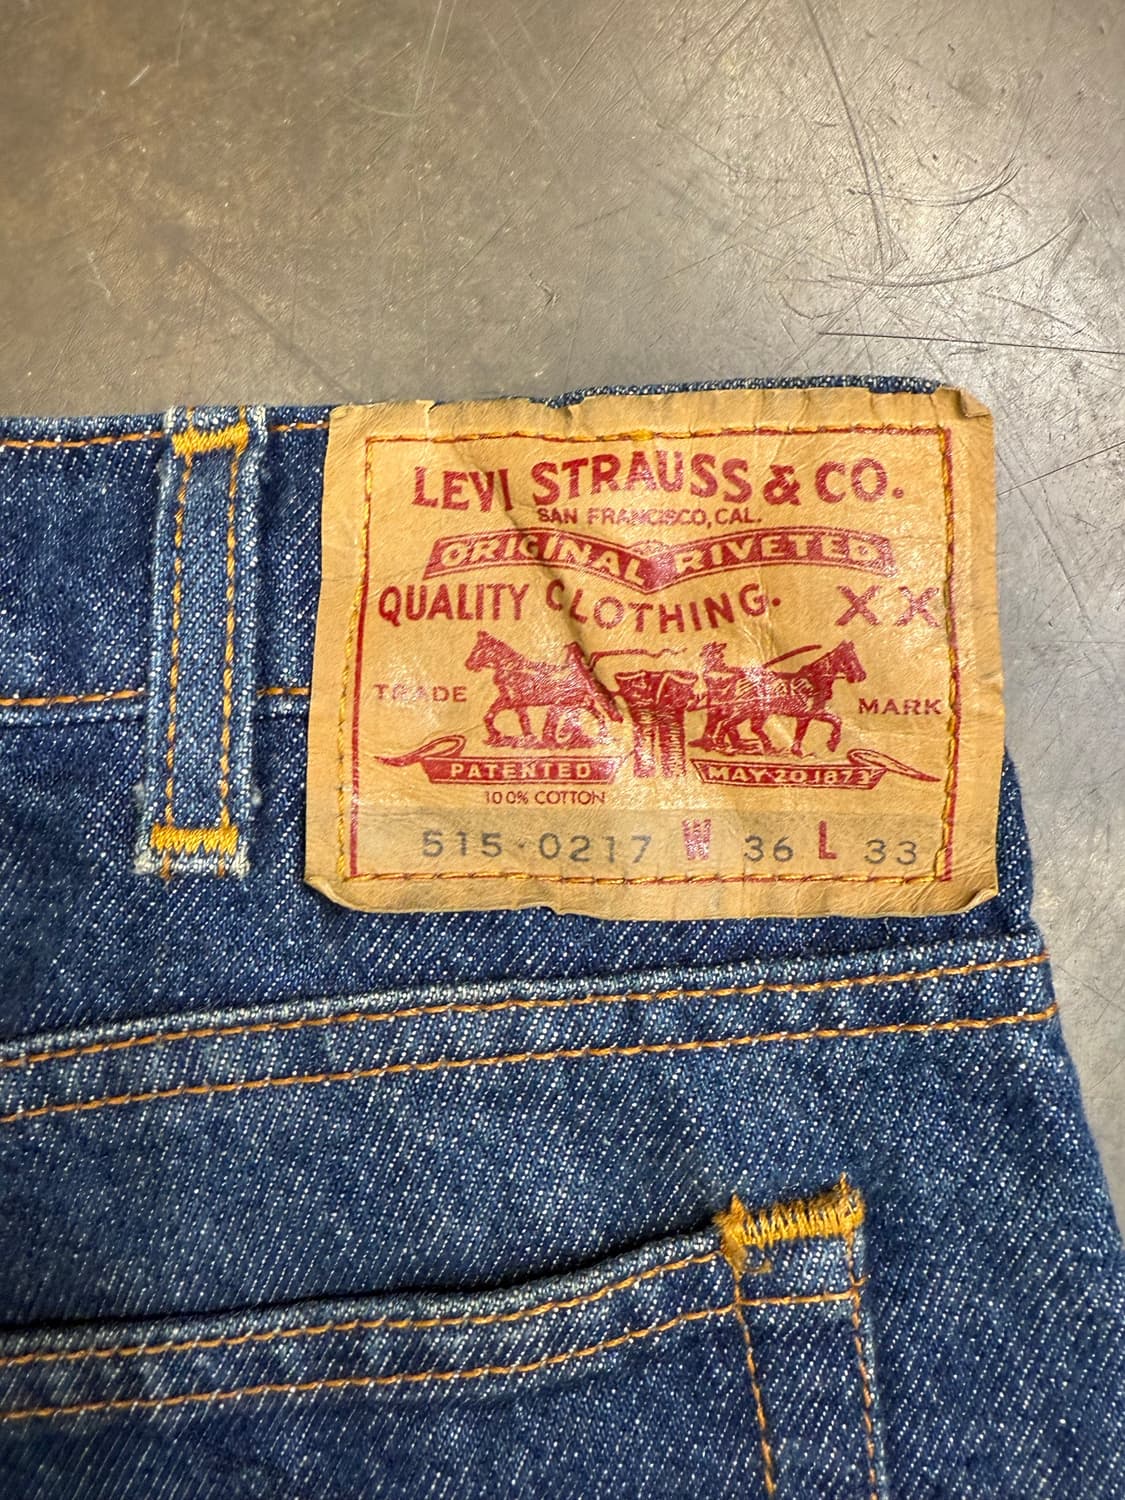 LEVI STRAUSS & CO.
SAN FRANCISCO, CAL.
ORIGINAL RIVETED
QUALITY CLOTHING. XX
TRADE MARK
PATENTED MAY 20 1873
100% COTTON
515-0217 W 36 L 33